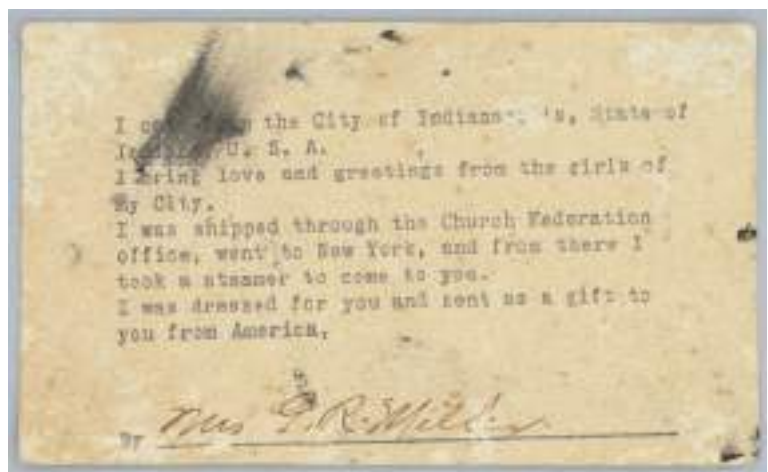 I the City of State of
U. S. A.
I bring love and greetings from the girls of
My City.
I was shipped through the Church Federation
office, went to New York, and from there I
took a steamer to come to you.
I was dressed for you and sent as a gift to
you from America.
By Mrs R.